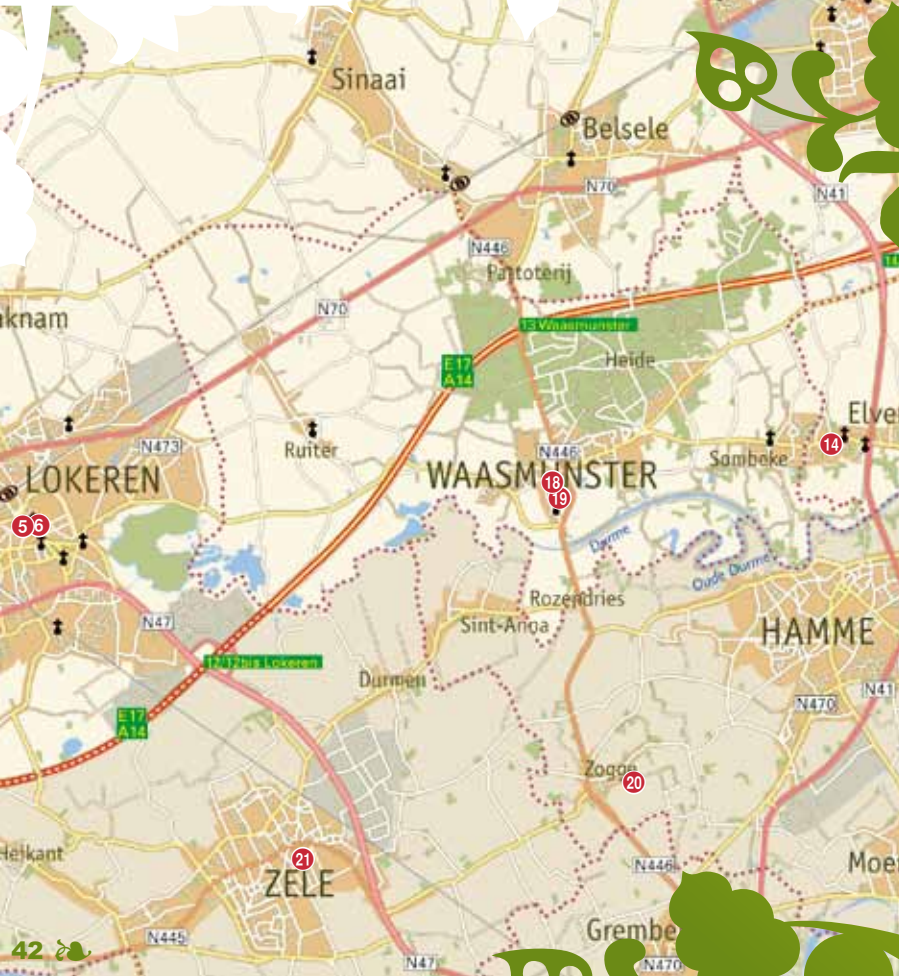 Sinaai
Belsele
N70
N41
N446
Pattoterij
14
N70
knam
13 Waasmunster
E17
A14
Heide
Elve
14
N473
Ruiter
N446
Sombeke
LOKEREN
WAASMUNSTER
18
19
5
6
Durme
Oude Durme
Rozendries
N47
Sint-Anna
HAMME
12 12bis Lokeren
Durmen
N41
N470
E17
A14
Zogge
20
Heikant
21
N446
Moe
ZELE
Grembe
N445
42
N47
N470